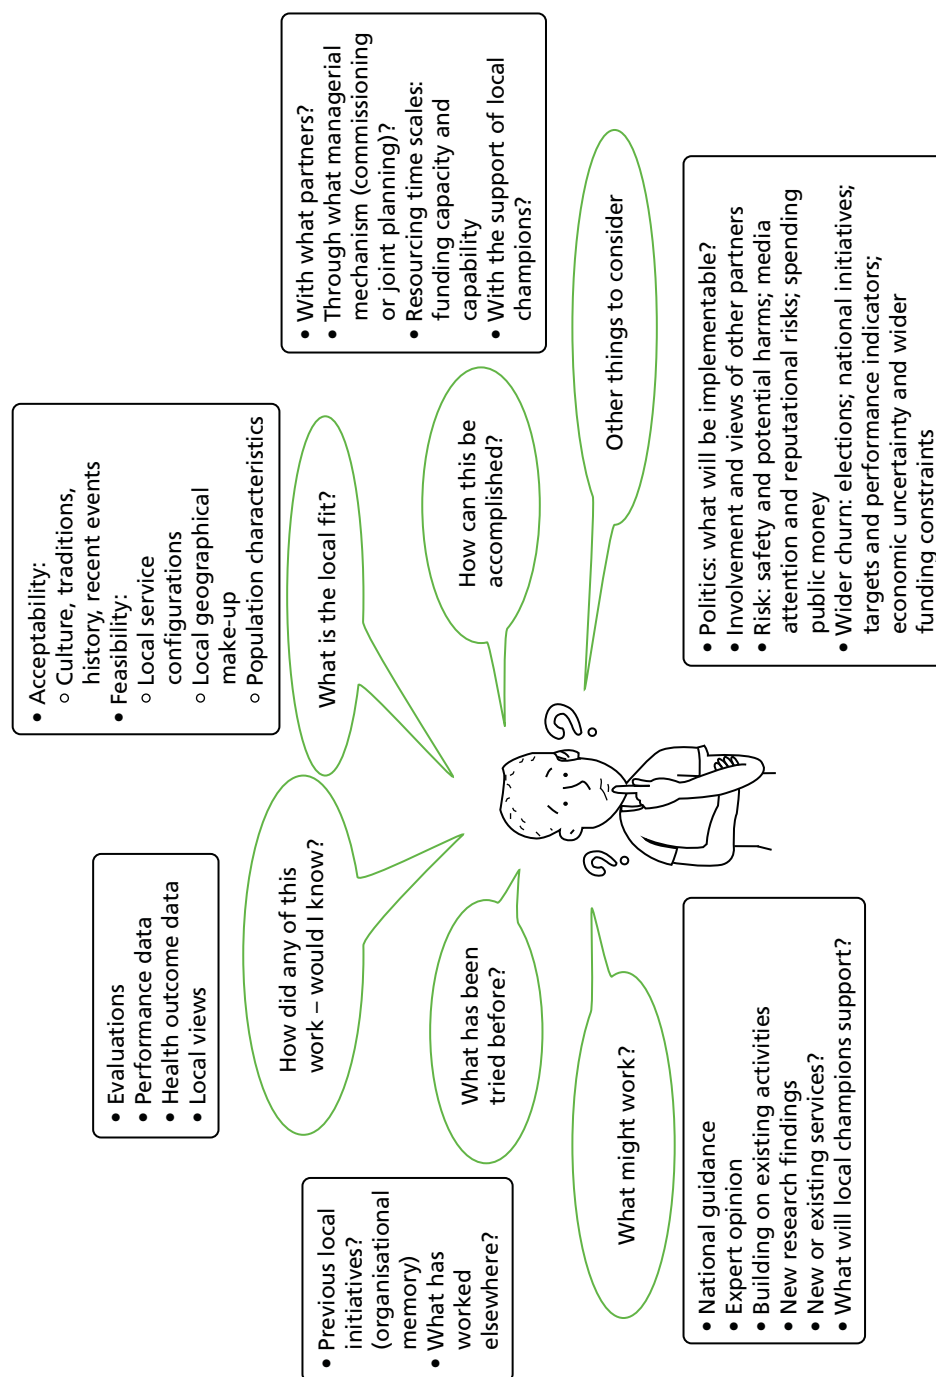 • Evaluations
• Performance data
• Health outcome data
• Local views
How did any of this
work – would I know?
• Acceptability:
○ Culture, traditions,
history, recent events
• Feasibility:
○ Local service
configurations
○ Local geographical
make-up
○ Population characteristics
What is the local fit?
• Previous local
initiatives?
(organisational
memory)
• What has
worked
elsewhere?
What has been
tried before?
How can this be
accomplished?
• With what partners?
• Through what managerial
mechanism (commissioning
or joint planning)?
• Resourcing time scales:
funding capacity and
capability
• With the support of local
champions?
What might work?
• National guidance
• Expert opinion
• Building on existing activities
• New research findings
• New or existing services?
• What will local champions support?
Other things to consider
• Politics: what will be implementable?
• Involvement and views of other partners
• Risk: safety and potential harms; media
attention and reputational risks; spending
public money
• Wider churn: elections; national initiatives;
targets and performance indicators;
economic uncertainty and wider
funding constraints